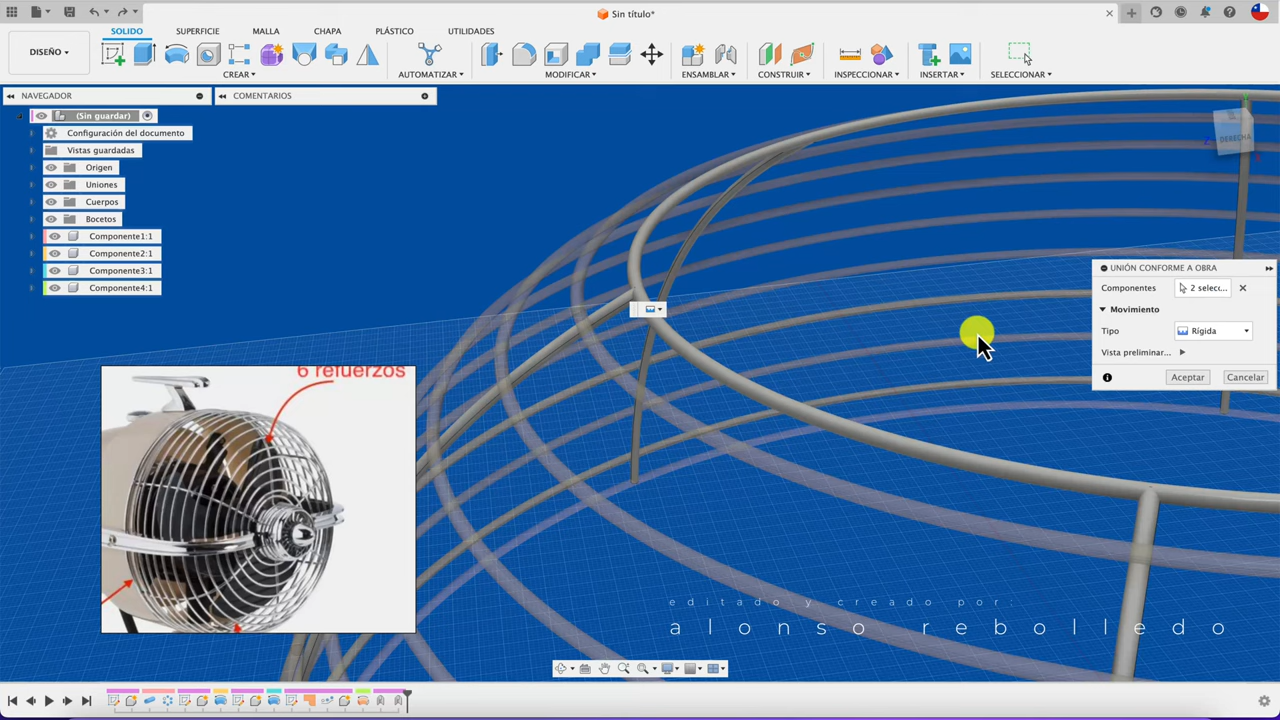 Sin título*
DISEÑO
SOLIDO
SUPERFICIE
MALLA
CHAPA
PLÁSTICO
UTILIDADES
CREAR
AUTOMATIZAR
MODIFICAR
ENSAMBLAR
CONSTRUIR
INSPECCIONAR
INSERTAR
SELECCIONAR
NAVEGADOR
COMENTARIOS
(Sin guardar)
Configuración del documento
Vistas guardadas
Origen
Uniones
Cuerpos
Bocetos
Componente1:1
Componente2:1
Componente3:1
Componente4:1
DERECHA
UNIÓN CONFORME A OBRA
Componentes 2 selecc...
Movimiento
Tipo Rígida
Vista preliminar...
Aceptar Cancelar
6 refuerzos
editado y creado por:
alonso rebolledo